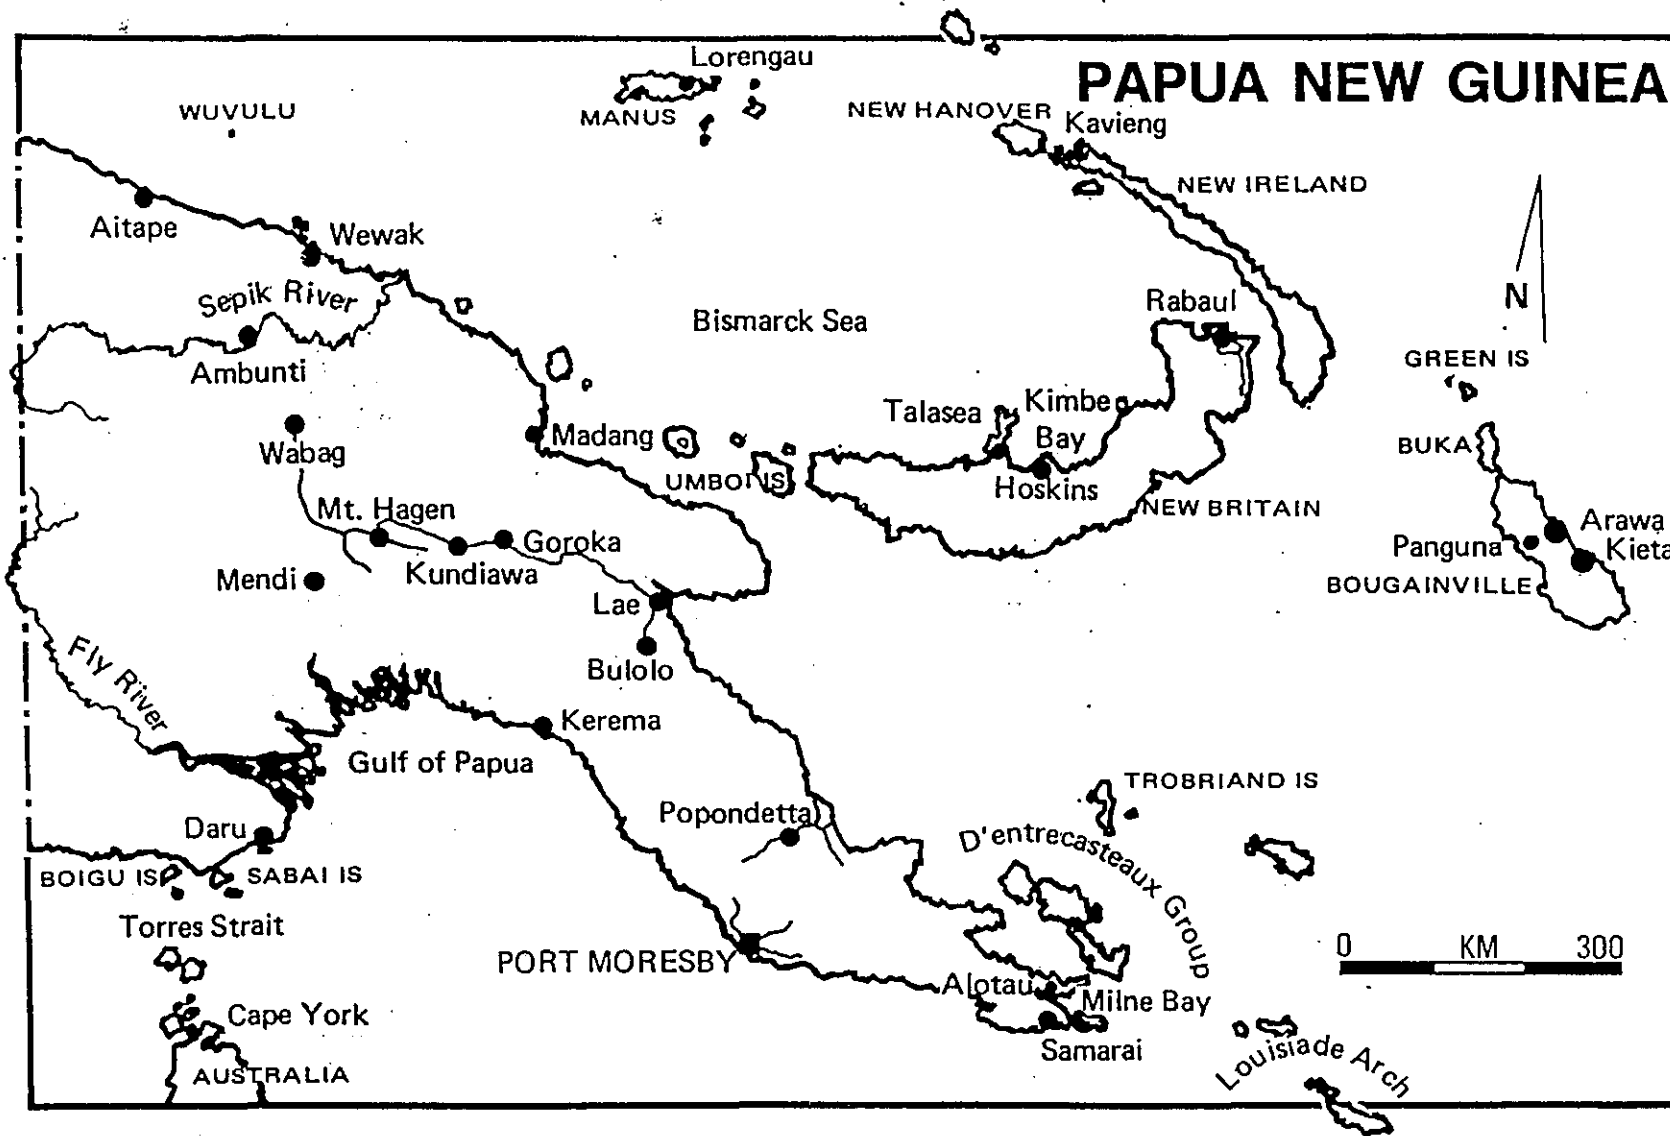 Lorengau
PAPUA NEW GUINEA
WUVULU
MANUS
NEW HANOVER
Kavieng
NEW IRELAND
Aitape
Wewak
Sepik River
Rabaul
N
Bismarck Sea
Ambunti
GREEN IS
Talasea
Kimbe
Bay
Madang
Wabag
BUKA
UMBOI IS
Hoskins
NEW BRITAIN
Mt. Hagen
Goroka
Arawa
Panguna
Kieta
Kundiawa
Mendi
BOUGAINVILLE
Lae
Bulolo
Fly River
Kerema
Gulf of Papua
TROBRIAND IS
Popondetta
Daru
D'entrecasteaux Group
BOIGU IS
SABAI IS
Torres Strait
PORT MORESBY
0 KM 300
Alotau
Milne Bay
Cape York
Samarai
Louisiade Arch
AUSTRALIA